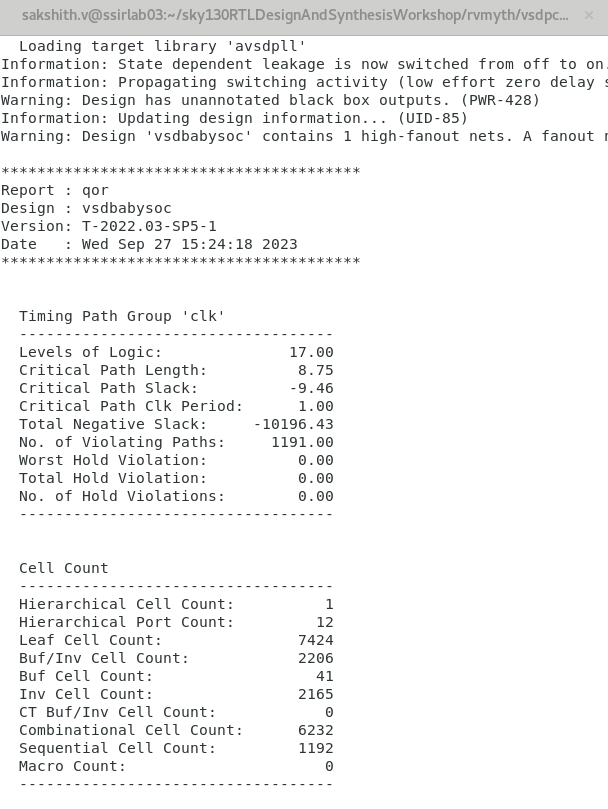 sakshith.v@ssirlab03:~/sky130RTLDesignAndSynthesisWorkshop/rvmyth/vsdpc... ×
  Loading target library 'avsdpll'
Information: State dependent leakage is now switched from off to on.
Information: Propagating switching activity (low effort zero delay s
Warning: Design has unannotated black box outputs. (PWR-428)
Information: Updating design information... (UID-85)
Warning: Design 'vsdbabysoc' contains 1 high-fanout nets. A fanout n
****************************************
Report : qor
Design : vsdbabysoc
Version: T-2022.03-SP5-1
Date   : Wed Sep 27 15:24:18 2023
****************************************
  Timing Path Group 'clk'
  -----------------------------------
  Levels of Logic:              17.00
  Critical Path Length:          8.75
  Critical Path Slack:          -9.46
  Critical Path Clk Period:      1.00
  Total Negative Slack:     -10196.43
  No. of Violating Paths:     1191.00
  Worst Hold Violation:          0.00
  Total Hold Violation:          0.00
  No. of Hold Violations:        0.00
  -----------------------------------
  Cell Count
  -----------------------------------
  Hierarchical Cell Count:          1
  Hierarchical Port Count:         12
  Leaf Cell Count:               7424
  Buf/Inv Cell Count:            2206
  Buf Cell Count:                  41
  Inv Cell Count:                2165
  CT Buf/Inv Cell Count:            0
  Combinational Cell Count:      6232
  Sequential Cell Count:         1192
  Macro Count:                      0
  -----------------------------------